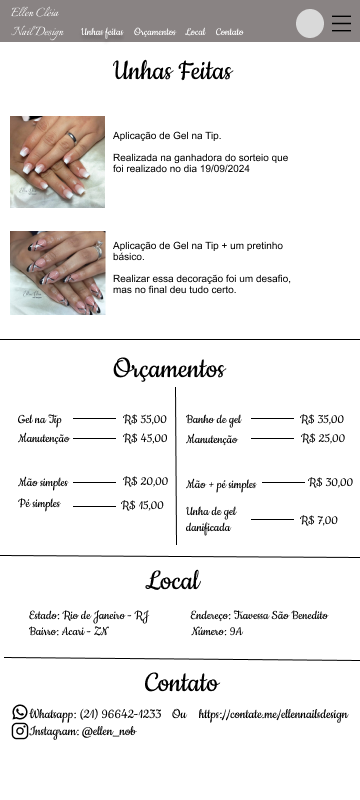 Ellen Cléia
Nail Design
Unhas feitas Orçamentos Local Contato
Unhas Feitas
Aplicação de Gel na Tip.
Realizada na ganhadora do sorteio que
foi realizado no dia 19/09/2024
Aplicação de Gel na Tip + um pretinho
básico.
Realizar essa decoração foi um desafio,
mas no final deu tudo certo.
Orçamentos
Gel na Tip R$ 55,00
Manutenção R$ 45,00
Mão simples R$ 20,00
Pé simples R$ 15,00
Banho de gel R$ 35,00
Manutenção R$ 25,00
Mão + pé simples R$ 30,00
Unha de gel
danificada R$ 7,00
Local
Estado: Rio de Janeiro - RJ
Bairro: Acari - ZN
Endereço: Travessa São Benedito
Número: 9A
Contato
Whatsapp: (21) 96642-1233 Ou https://contate.me/ellennailsdesign
Instagram: @ellen_nob